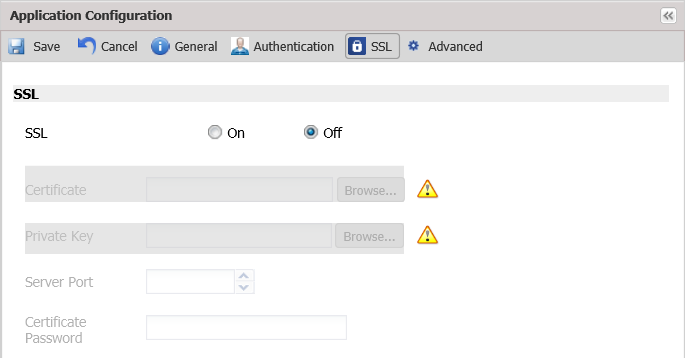 Application Configuration
Save Cancel General Authentication SSL Advanced
SSL
SSL On Off
Certificate Browse...
Private Key Browse...
Server Port
Certificate
Password